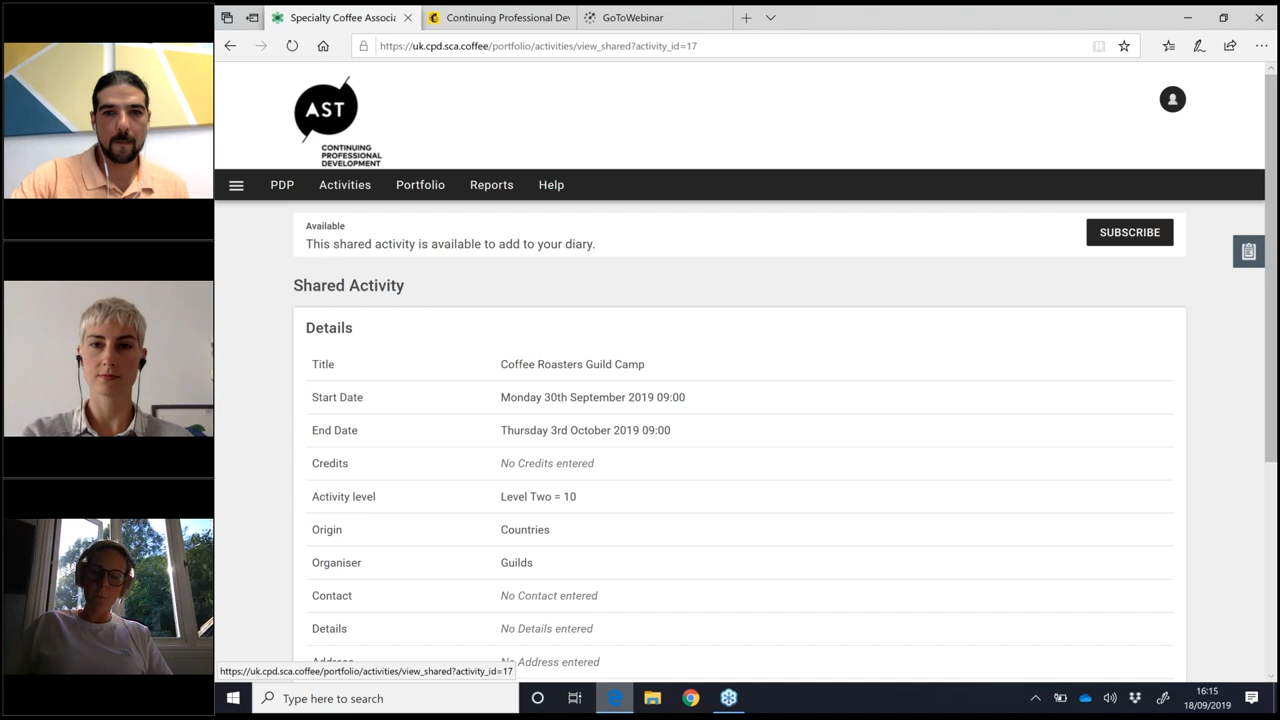 Specialty Coffee Associa
Continuing Professional Dev
GoToWebinar
https://uk.cpd.sca.coffee/portfolio/activities/view_shared?activity_id=17
AST
CONTINUING
PROFESSIONAL
DEVELOPMENT
PDP Activities Portfolio Reports Help
Available
This shared activity is available to add to your diary.
SUBSCRIBE
Shared Activity
Details
Title Coffee Roasters Guild Camp
Start Date Monday 30th September 2019 09:00
End Date Thursday 3rd October 2019 09:00
Credits No Credits entered
Activity level Level Two = 10
Origin Countries
Organiser Guilds
Contact No Contact entered
Details No Details entered
Address No Address entered
https://uk.cpd.sca.coffee/portfolio/activities/view_shared?activity_id=17
Type here to search
16:15
18/09/2019